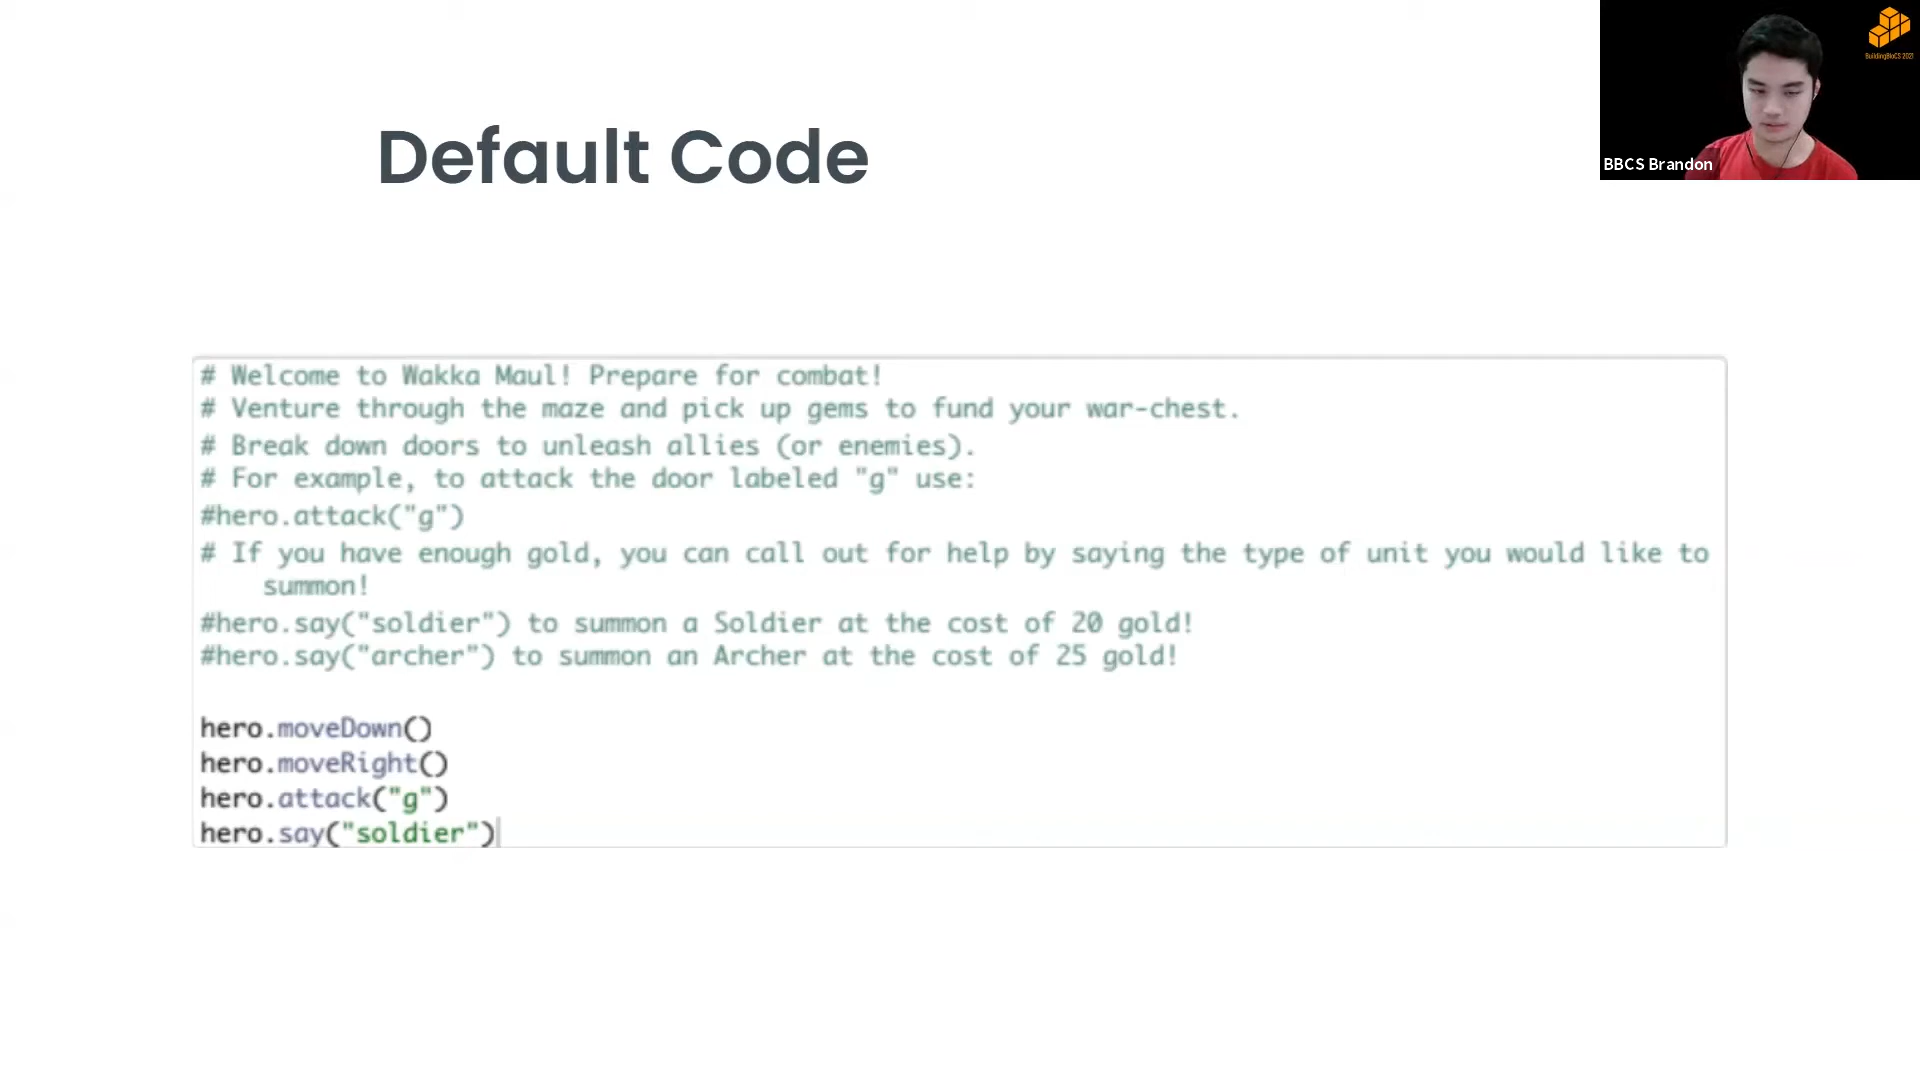 BuildingBloCS 2021
BBCS Brandon
Default Code
# Welcome to Wakka Maul! Prepare for combat!
# Venture through the maze and pick up gems to fund your war-chest.
# Break down doors to unleash allies (or enemies).
# For example, to attack the door labeled "g" use:
#hero.attack("g")
# If you have enough gold, you can call out for help by saying the type of unit you would like to
summon!
#hero.say("soldier") to summon a Soldier at the cost of 20 gold!
#hero.say("archer") to summon an Archer at the cost of 25 gold!
hero.moveDown()
hero.moveRight()
hero.attack("g")
hero.say("soldier")